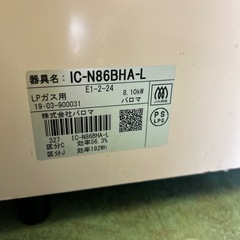 器具名: IC-N86BHA-L
E1-2-24
LPガス用 8.10kW
19・03-900031 パロマ
株式会社パロマ
PS
LPG
327 IC-N86BHA-L
区分C 効率56.3%
区分J 効率192Wh